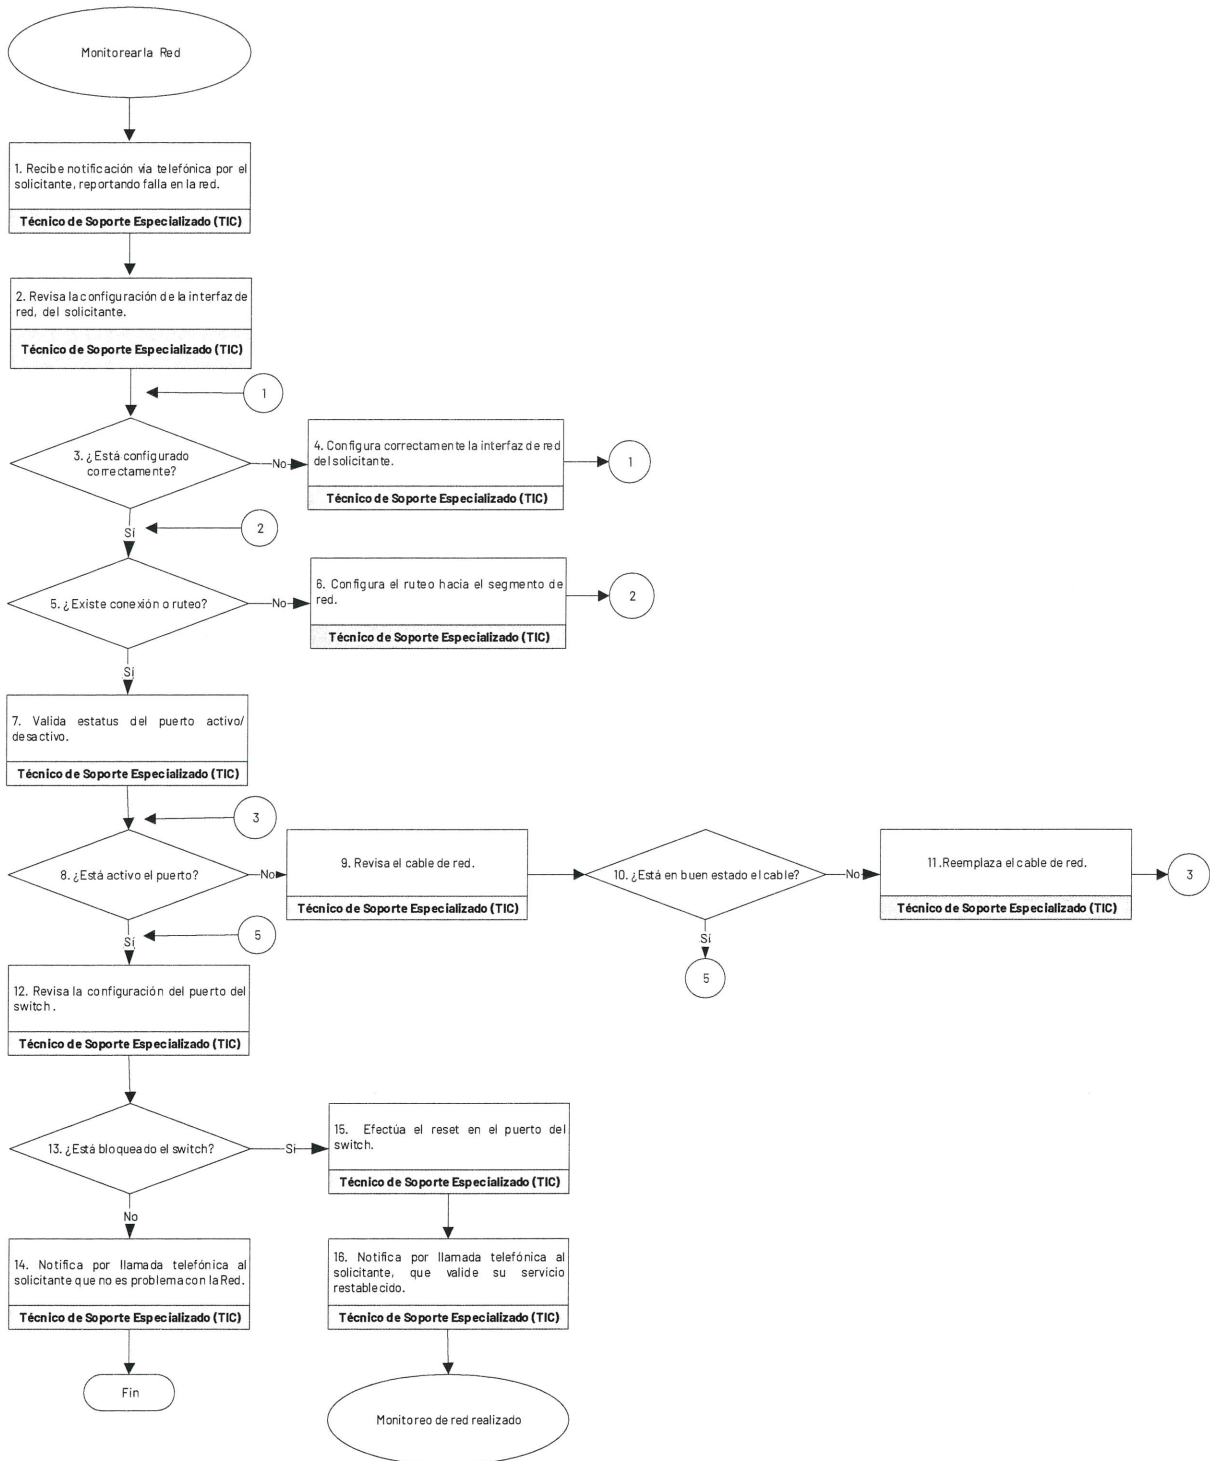 Monitorearla Red
1. Recibe notificación vía telefónica por el
solicitante, reportando falla en la red.
Técnico de Soporte Especializado (TIC)
2. Revisa la configuración de la interfaz de
red, del solicitante.
Técnico de Soporte Especializado (TIC)
1
3. ¿Está configurado
correctamente?
No
4. Configura correctamente la interfaz de red
del solicitante.
Técnico de Soporte Especializado (TIC)
1
Sí
2
5. ¿Existe conexión o ruteo?
No
6. Configura el ruteo hacia el segmento de
red.
Técnico de Soporte Especializado (TIC)
2
Sí
7. Valida estatus del puerto activo/
desactivo.
Técnico de Soporte Especializado (TIC)
3
8. ¿Está activo el puerto?
No
9. Revisa el cable de red.
Técnico de Soporte Especializado (TIC)
10. ¿Está en buen estado el cable?
No
11.Reemplaza el cable de red.
Técnico de Soporte Especializado (TIC)
3
Sí
5
Sí
5
12. Revisa la configuración del puerto del
switch.
Técnico de Soporte Especializado (TIC)
13. ¿Está bloqueado el switch?
Sí
15. Efectúa el reset en el puerto del
switch.
Técnico de Soporte Especializado (TIC)
No
14. Notifica por llamada telefónica al
solicitante que no es problema con la Red.
Técnico de Soporte Especializado (TIC)
16. Notifica por llamada telefónica al
solicitante, que valide su servicio
restablecido.
Técnico de Soporte Especializado (TIC)
Fin
Monitoreo de red realizado